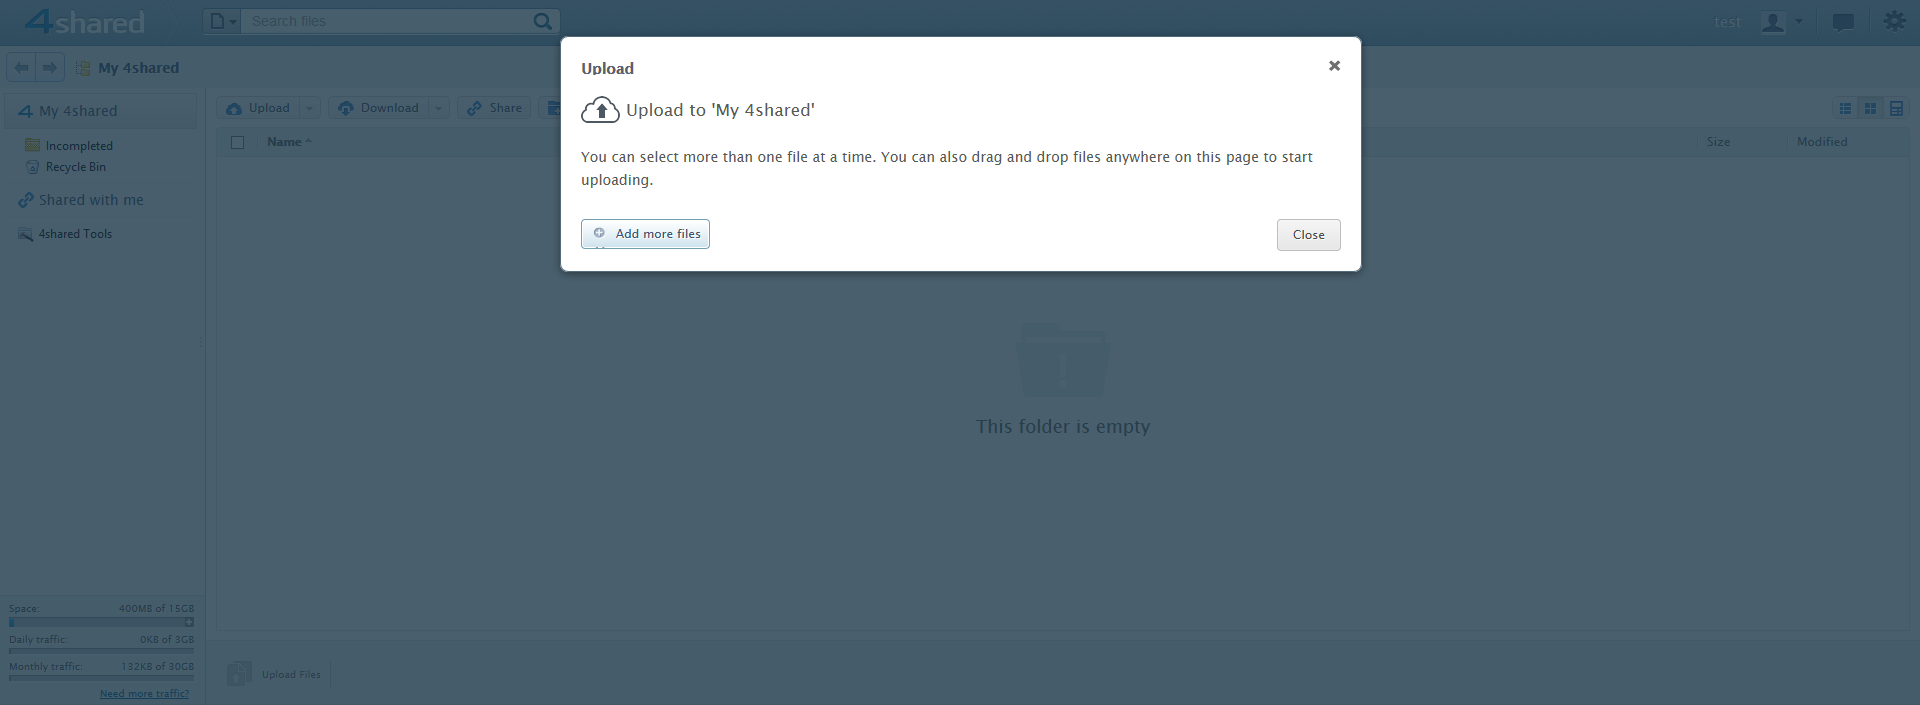 4shared
Search files
test
My 4shared
Upload
Upload to 'My 4shared'
You can select more than one file at a time. You can also drag and drop files anywhere on this page to start
uploading.
Add more files
Close
My 4shared
Incompleted
Recycle Bin
Shared with me
4shared Tools
Upload
Download
Share
Name
Size
Modified
This folder is empty
Space: 400MB of 15GB
Daily traffic: 0KB of 3GB
Monthly traffic: 132KB of 30GB
Need more traffic?
Upload Files